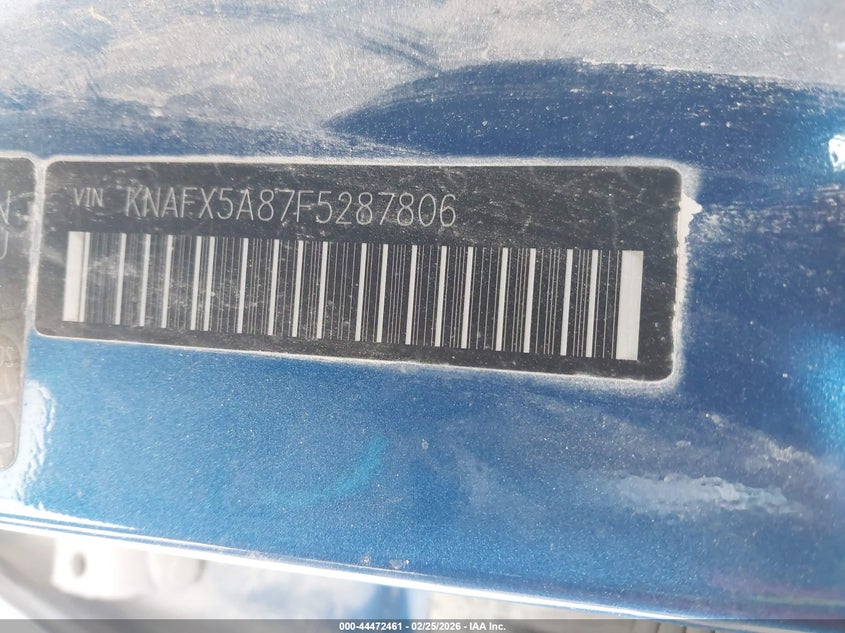 N
VIN KNAFX5A87F5287806
U
000-44472461 - 02/25/2026 - IAA Inc.